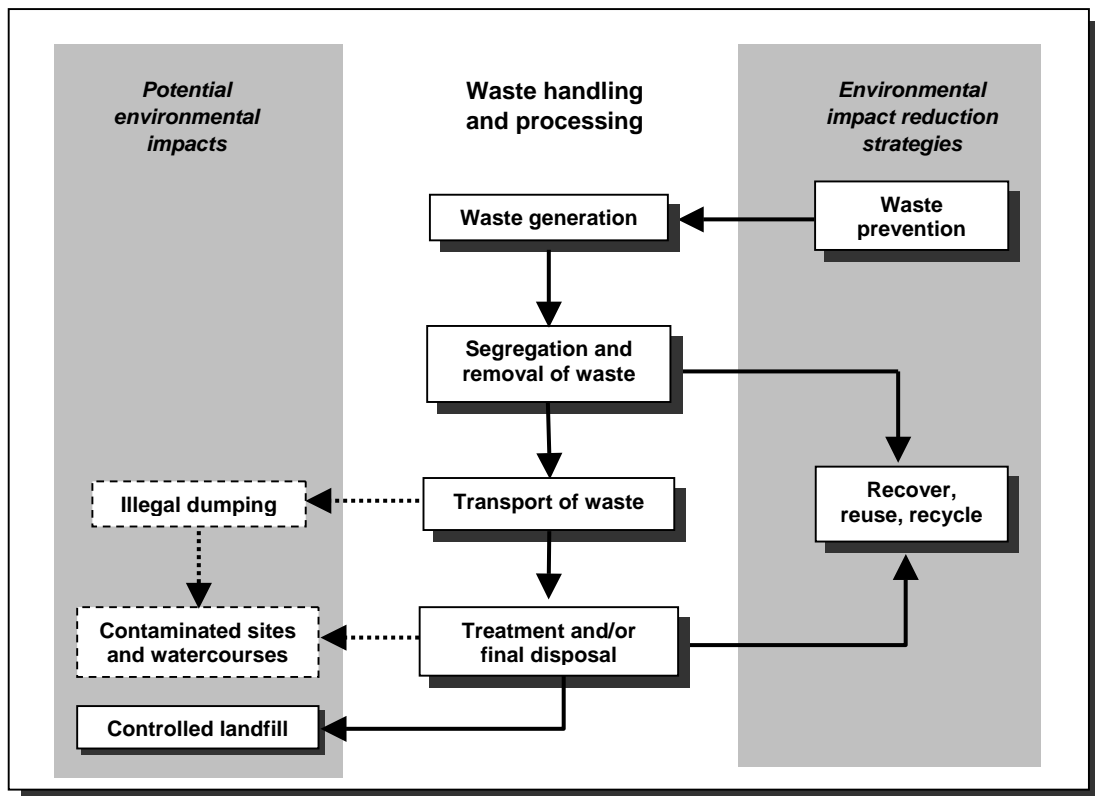 Potential
environmental
impacts
Waste handling
and processing
Environmental
impact reduction
strategies
Waste generation
Waste
prevention
Segregation and
removal of waste
Illegal dumping
Transport of waste
Recover,
reuse, recycle
Contaminated sites
and watercourses
Treatment and/or
final disposal
Controlled landfill